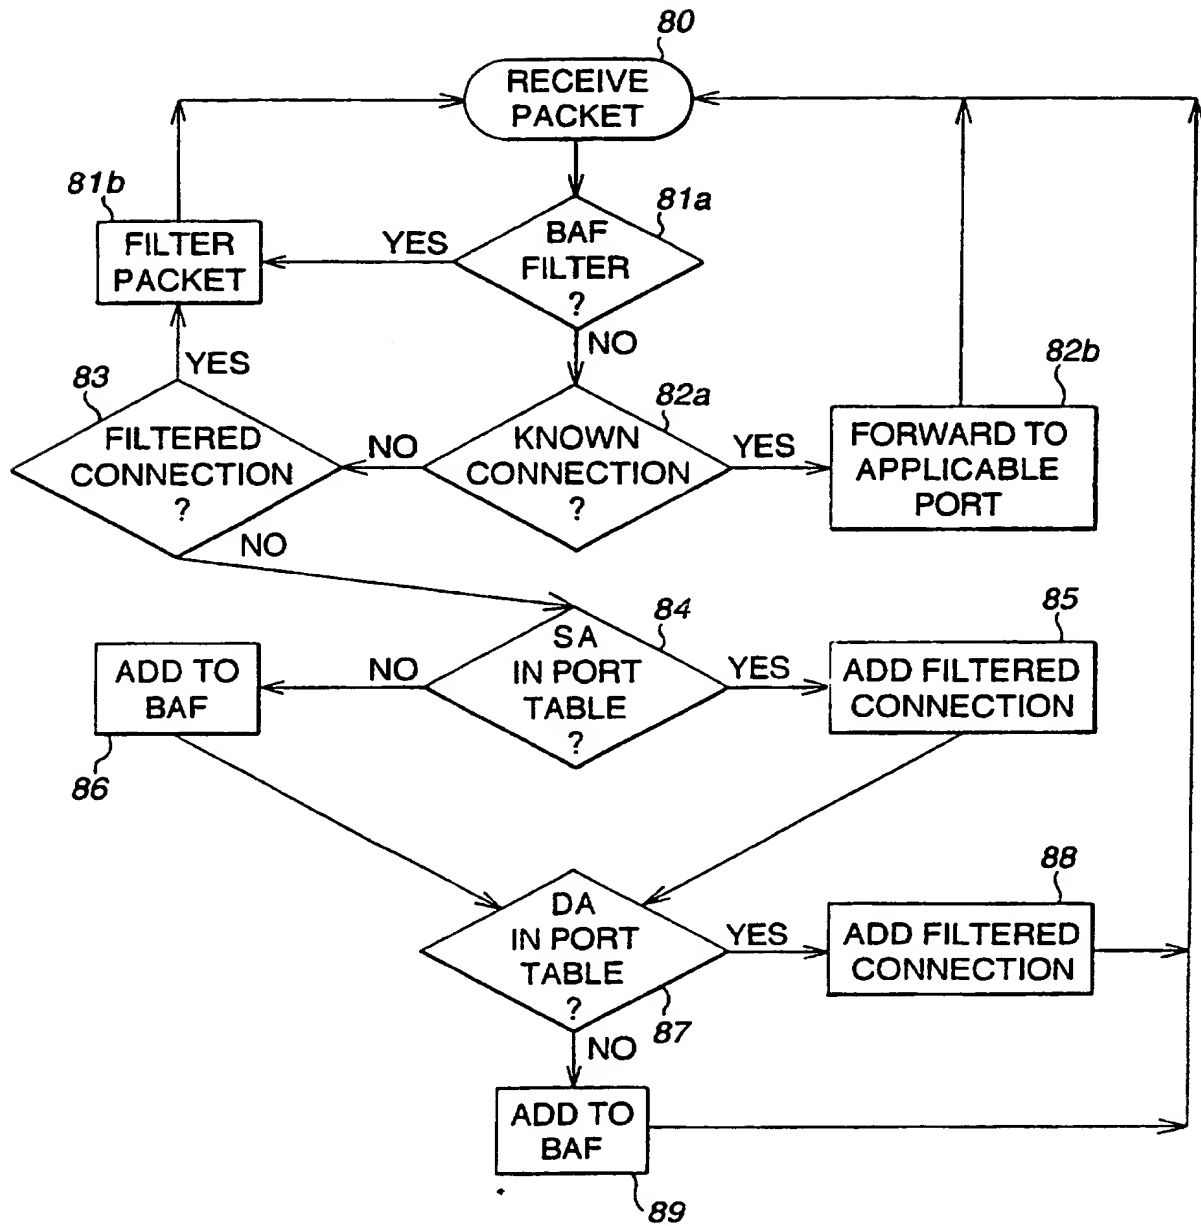 80
RECEIVE
PACKET
81b
81a
FILTER
PACKET
YES
BAF
FILTER
?
NO
YES
83
82a
82b
FILTERED
CONNECTION
?
NO
KNOWN
CONNECTION
?
YES
FORWARD TO
APPLICABLE
PORT
NO
84
85
ADD TO
BAF
NO
SA
IN PORT
TABLE
?
YES
ADD FILTERED
CONNECTION
86
88
DA
IN PORT
TABLE
?
YES
ADD FILTERED
CONNECTION
87
NO
ADD TO
BAF
89